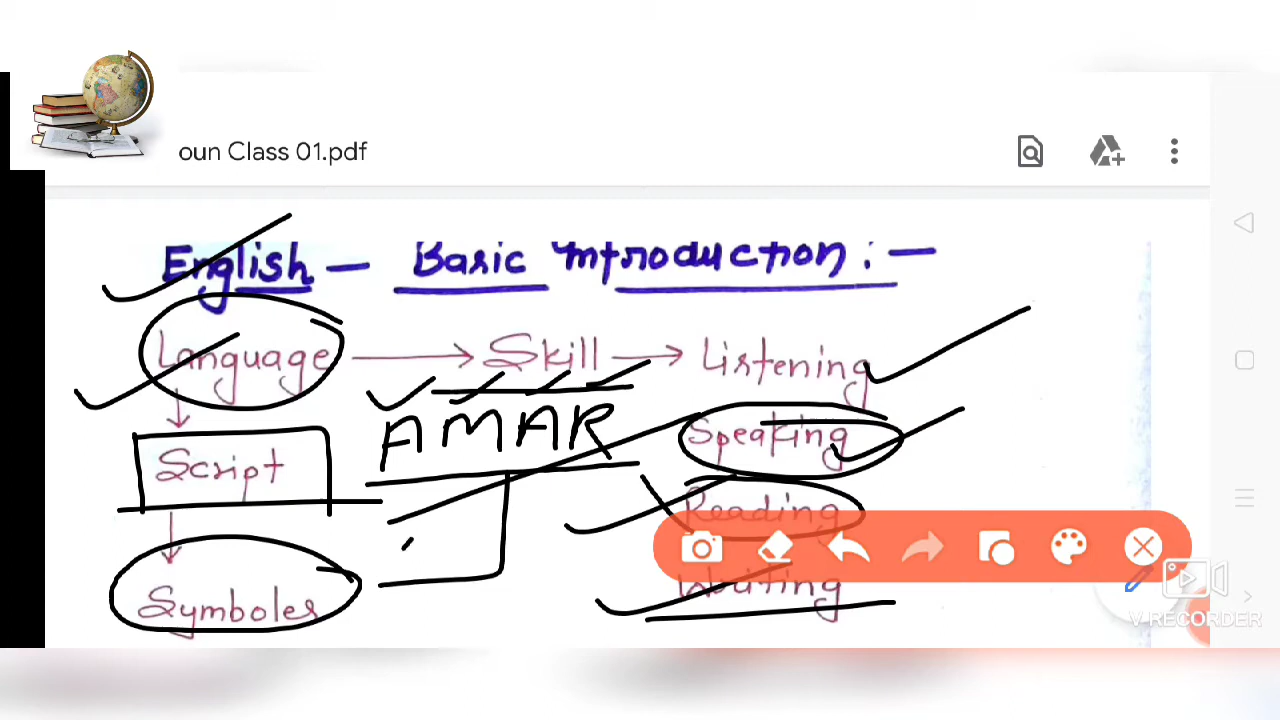 oun Class 01.pdf
English — Basic Introduction :—
Language → Skill → Listening
AMAR
Speaking
Script
Reading
Writing
Symboles
V RECORDER